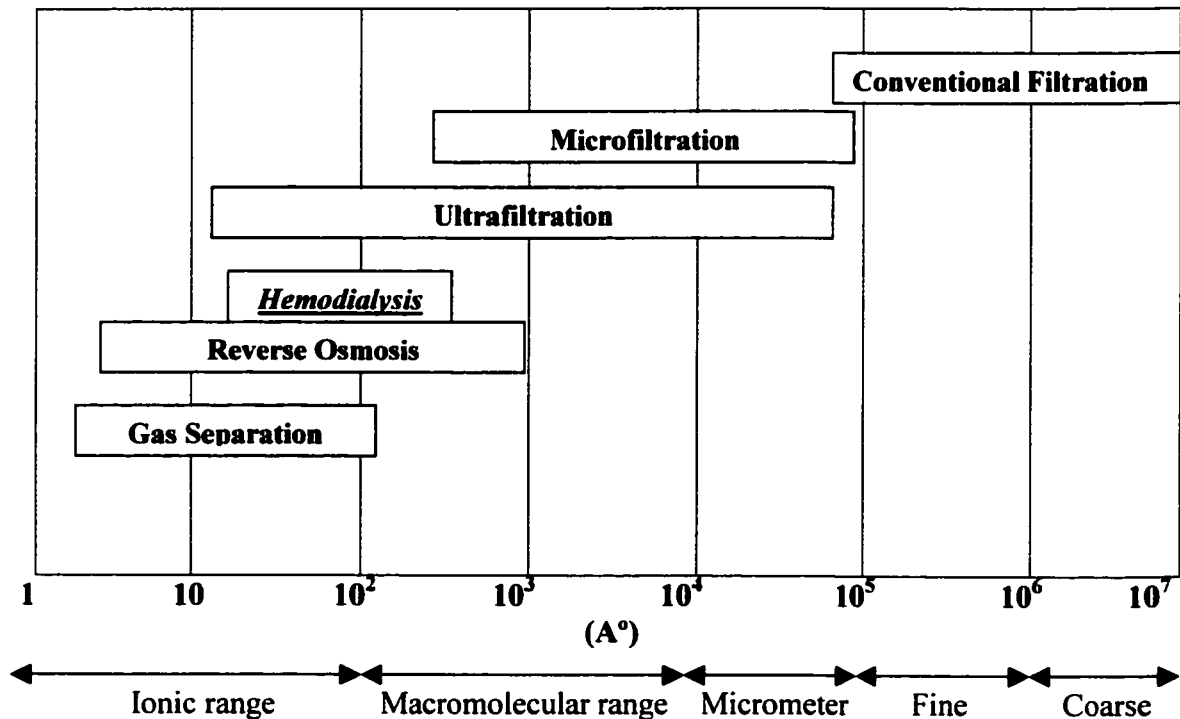 Conventional Filtration
Microfiltration
Ultrafiltration
Hemodialysis
Reverse Osmosis
Gas Separation
1 10 10² 10³ 10⁴ 10⁵ 10⁶ 10⁷
(Aº)
Ionic range Macromolecular range Micrometer Fine Coarse